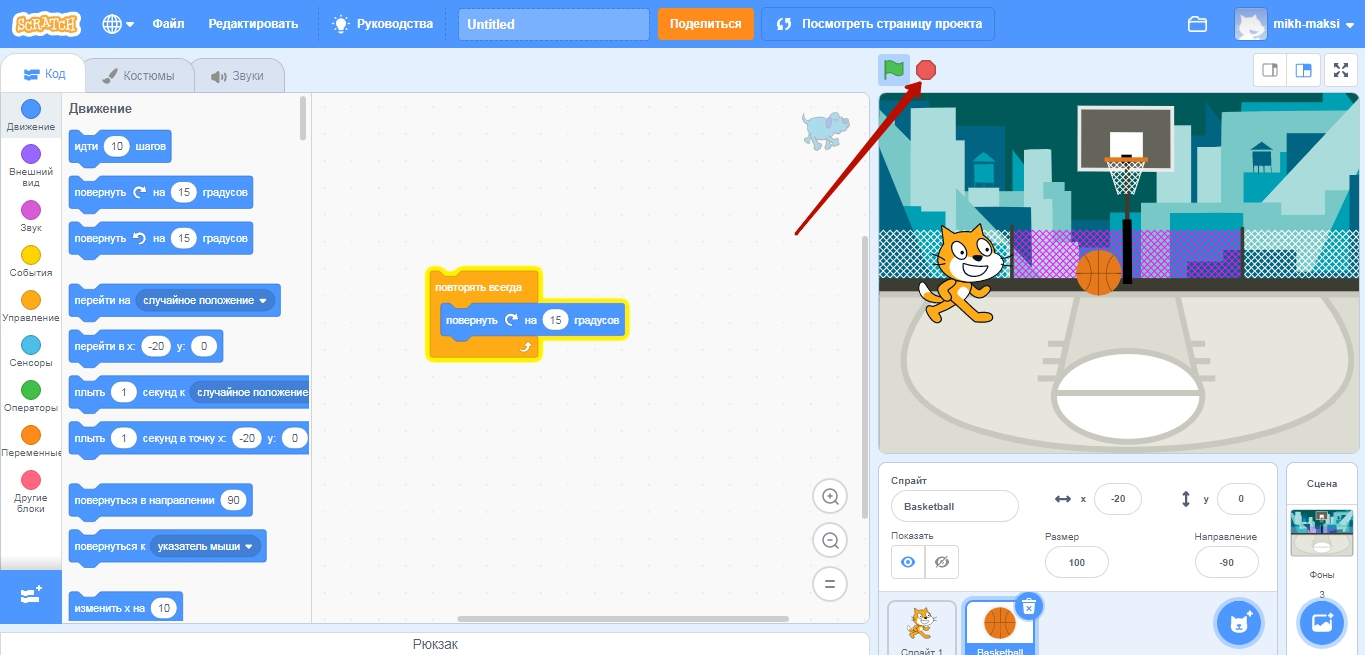 SCRATCH
Файл
Редактировать
Руководства
Untitled
Поделиться
Посмотреть страницу проекта
mikh-maksi
Код
Костюмы
Звуки
Движение
Внешний вид
Звук
События
Управление
Сенсоры
Операторы
Переменные
Другие блоки
Движение
идти 10 шагов
повернуть на 15 градусов
повернуть на 15 градусов
перейти на случайное положение
перейти в x: -20 y: 0
плыть 1 секунд к случайное положение
плыть 1 секунд в точку x: -20 y: 0
повернуться в направлении 90
повернуться к указатель мыши
изменить x на 10
повторять всегда
повернуть на 15 градусов
Рюкзак
Спрайт
Basketball
x -20
y 0
Показать
Размер
100
Направление
-90
Спрайт 1
Basketball
Сцена
Фоны
3